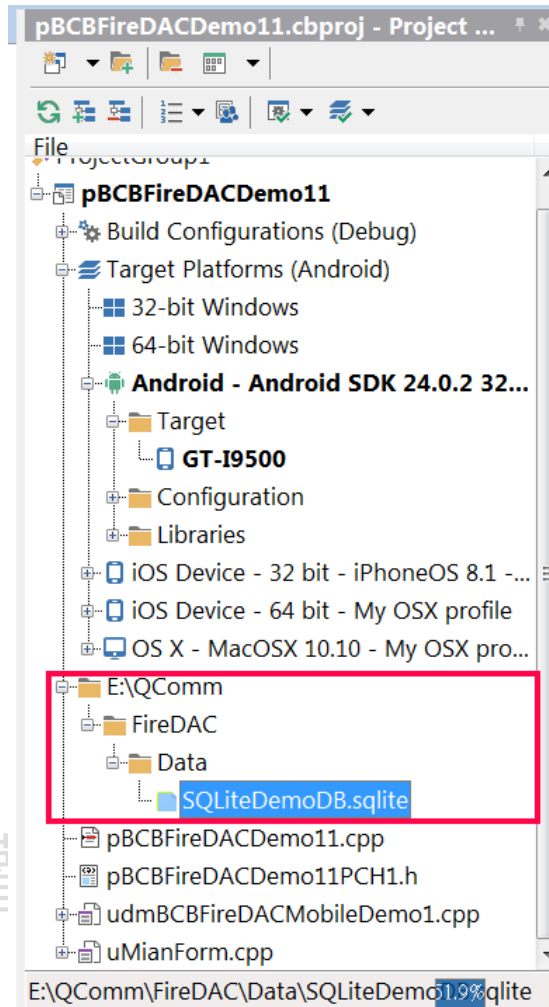 pBCBFireDACDemo11.cbproj - Project ...
File
ProjectGroup1
pBCBFireDACDemo11
Build Configurations (Debug)
Target Platforms (Android)
32-bit Windows
64-bit Windows
Android - Android SDK 24.0.2 32...
Target
GT-I9500
Configuration
Libraries
iOS Device - 32 bit - iPhoneOS 8.1 -...
iOS Device - 64 bit - My OSX profile
OS X - MacOSX 10.10 - My OSX pro...
E:\QComm
FireDAC
Data
SQLiteDemoDB.sqlite
pBCBFireDACDemo11.cpp
pBCBFireDACDemo11PCH1.h
udmBCBFireDACMobileDemo1.cpp
uMianForm.cpp
E:\QComm\FireDAC\Data\SQLiteDemo 51.9% qlite